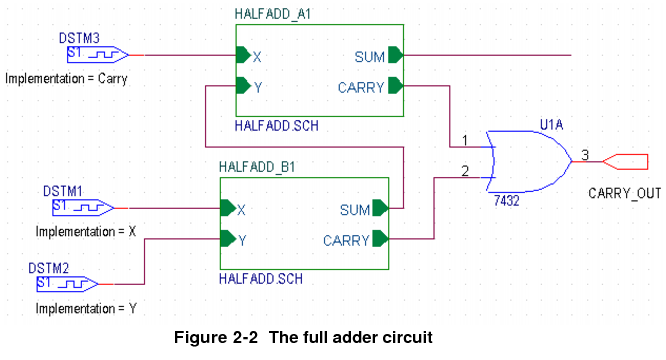 HALFADD_A1
DSTM3
S1
X
SUM
Implementation = Carry
Y
CARRY
HALFADD.SCH
U1A
1
3
2
CARRY_OUT
7432
HALFADD_B1
DSTM1
S1
X
SUM
Implementation = X
Y
CARRY
DSTM2
S1
HALFADD.SCH
Implementation = Y
Figure 2-2 The full adder circuit